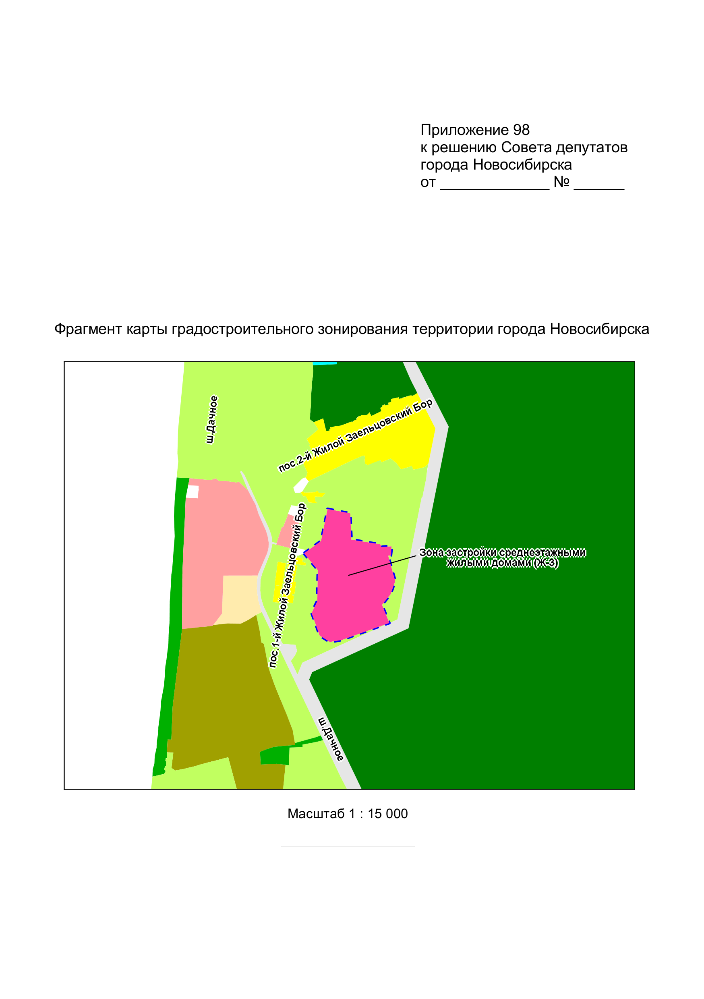 Приложение 98
к решению Совета депутатов
города Новосибирска
от _____________ № ______
Фрагмент карты градостроительного зонирования территории города Новосибирска
ш.Дачное
пос.2-й Жилой Заельцовский Бор
пос.1-й Жилой Заельцовский Бор
Зона застройки среднеэтажными
жилыми домами (Ж-3)
ш.Дачное
Масштаб 1 : 15 000